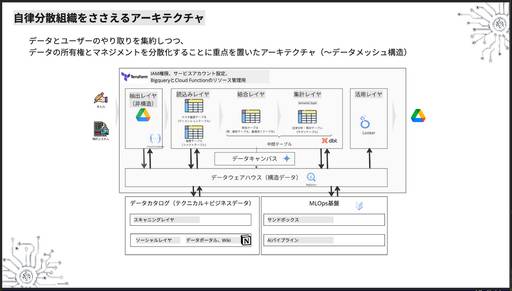 自律分散組織をささえるアーキテクチャ
データとユーザーのやり取りを集約しつつ、
データの所有権とマネジメントを分散化することに重点を置いたアーキテクチャ（〜データメッシュ構造）
Terraform
IAM権限、サービスアカウント設定、
BigqueryとCloud Functionのリソース管理用
抽出レイヤ
（非構造）
読込みレイヤ
結合レイヤ
集計レイヤ
活用レイヤ
dbt
Looker
中間テーブル
データキャンバス
データウェアハウス（構造データ）
データカタログ（テクニカル＋ビジネスデータ）
スキャニングレイヤ
ソーシャルレイヤ
データポータル、Wiki
MLOps基盤
サンドボックス
AIパイプライン